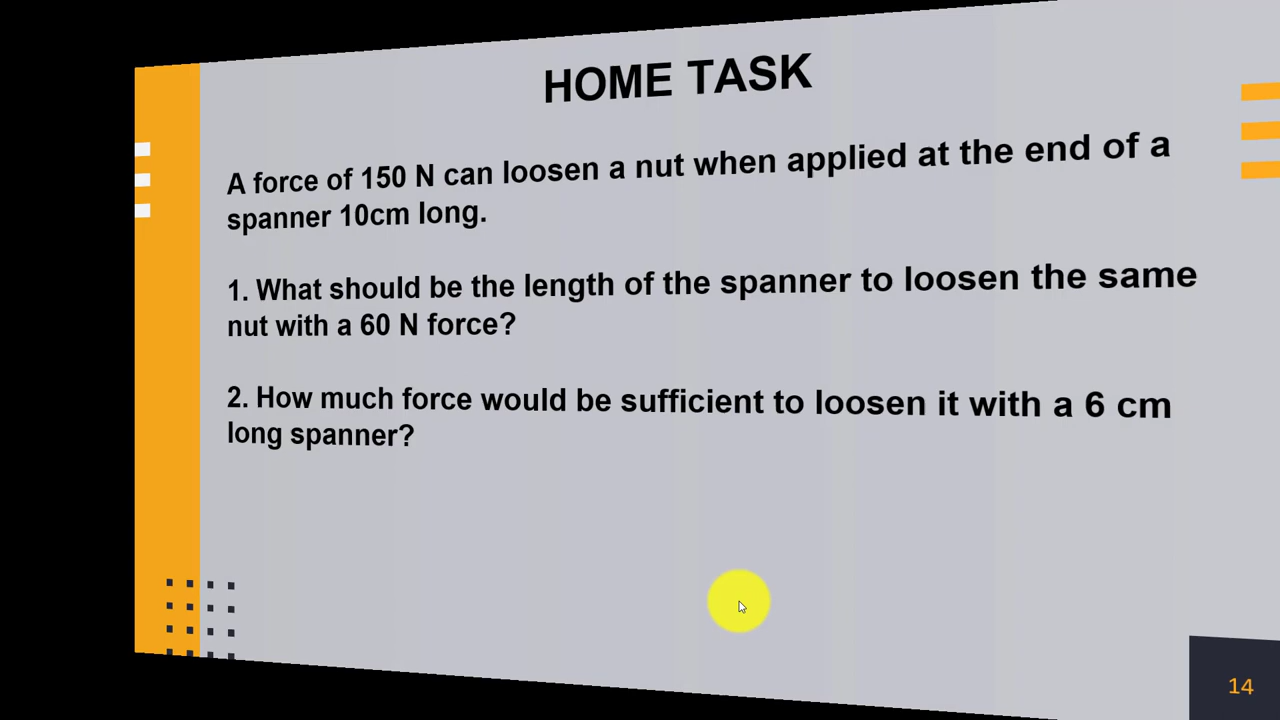 HOME TASK
A force of 150 N can loosen a nut when applied at the end of a
spanner 10cm long.
1. What should be the length of the spanner to loosen the same
nut with a 60 N force?
2. How much force would be sufficient to loosen it with a 6 cm
long spanner?
14